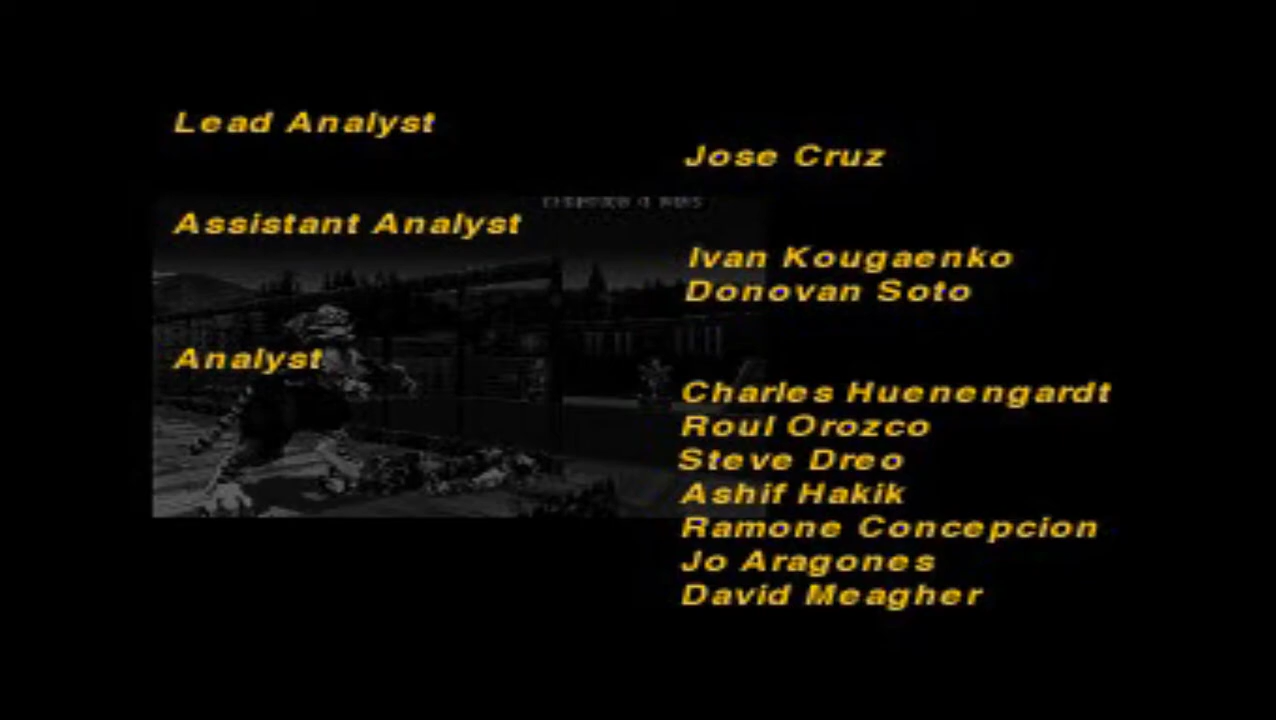 Lead Analyst
Jose Cruz
Assistant Analyst
Ivan Kougaenko
Donovan Soto
Analyst
Charles Huenengardt
Roul Orozco
Steve Dreo
Ashif Hakik
Ramone Concepcion
Jo Aragones
David Meagher